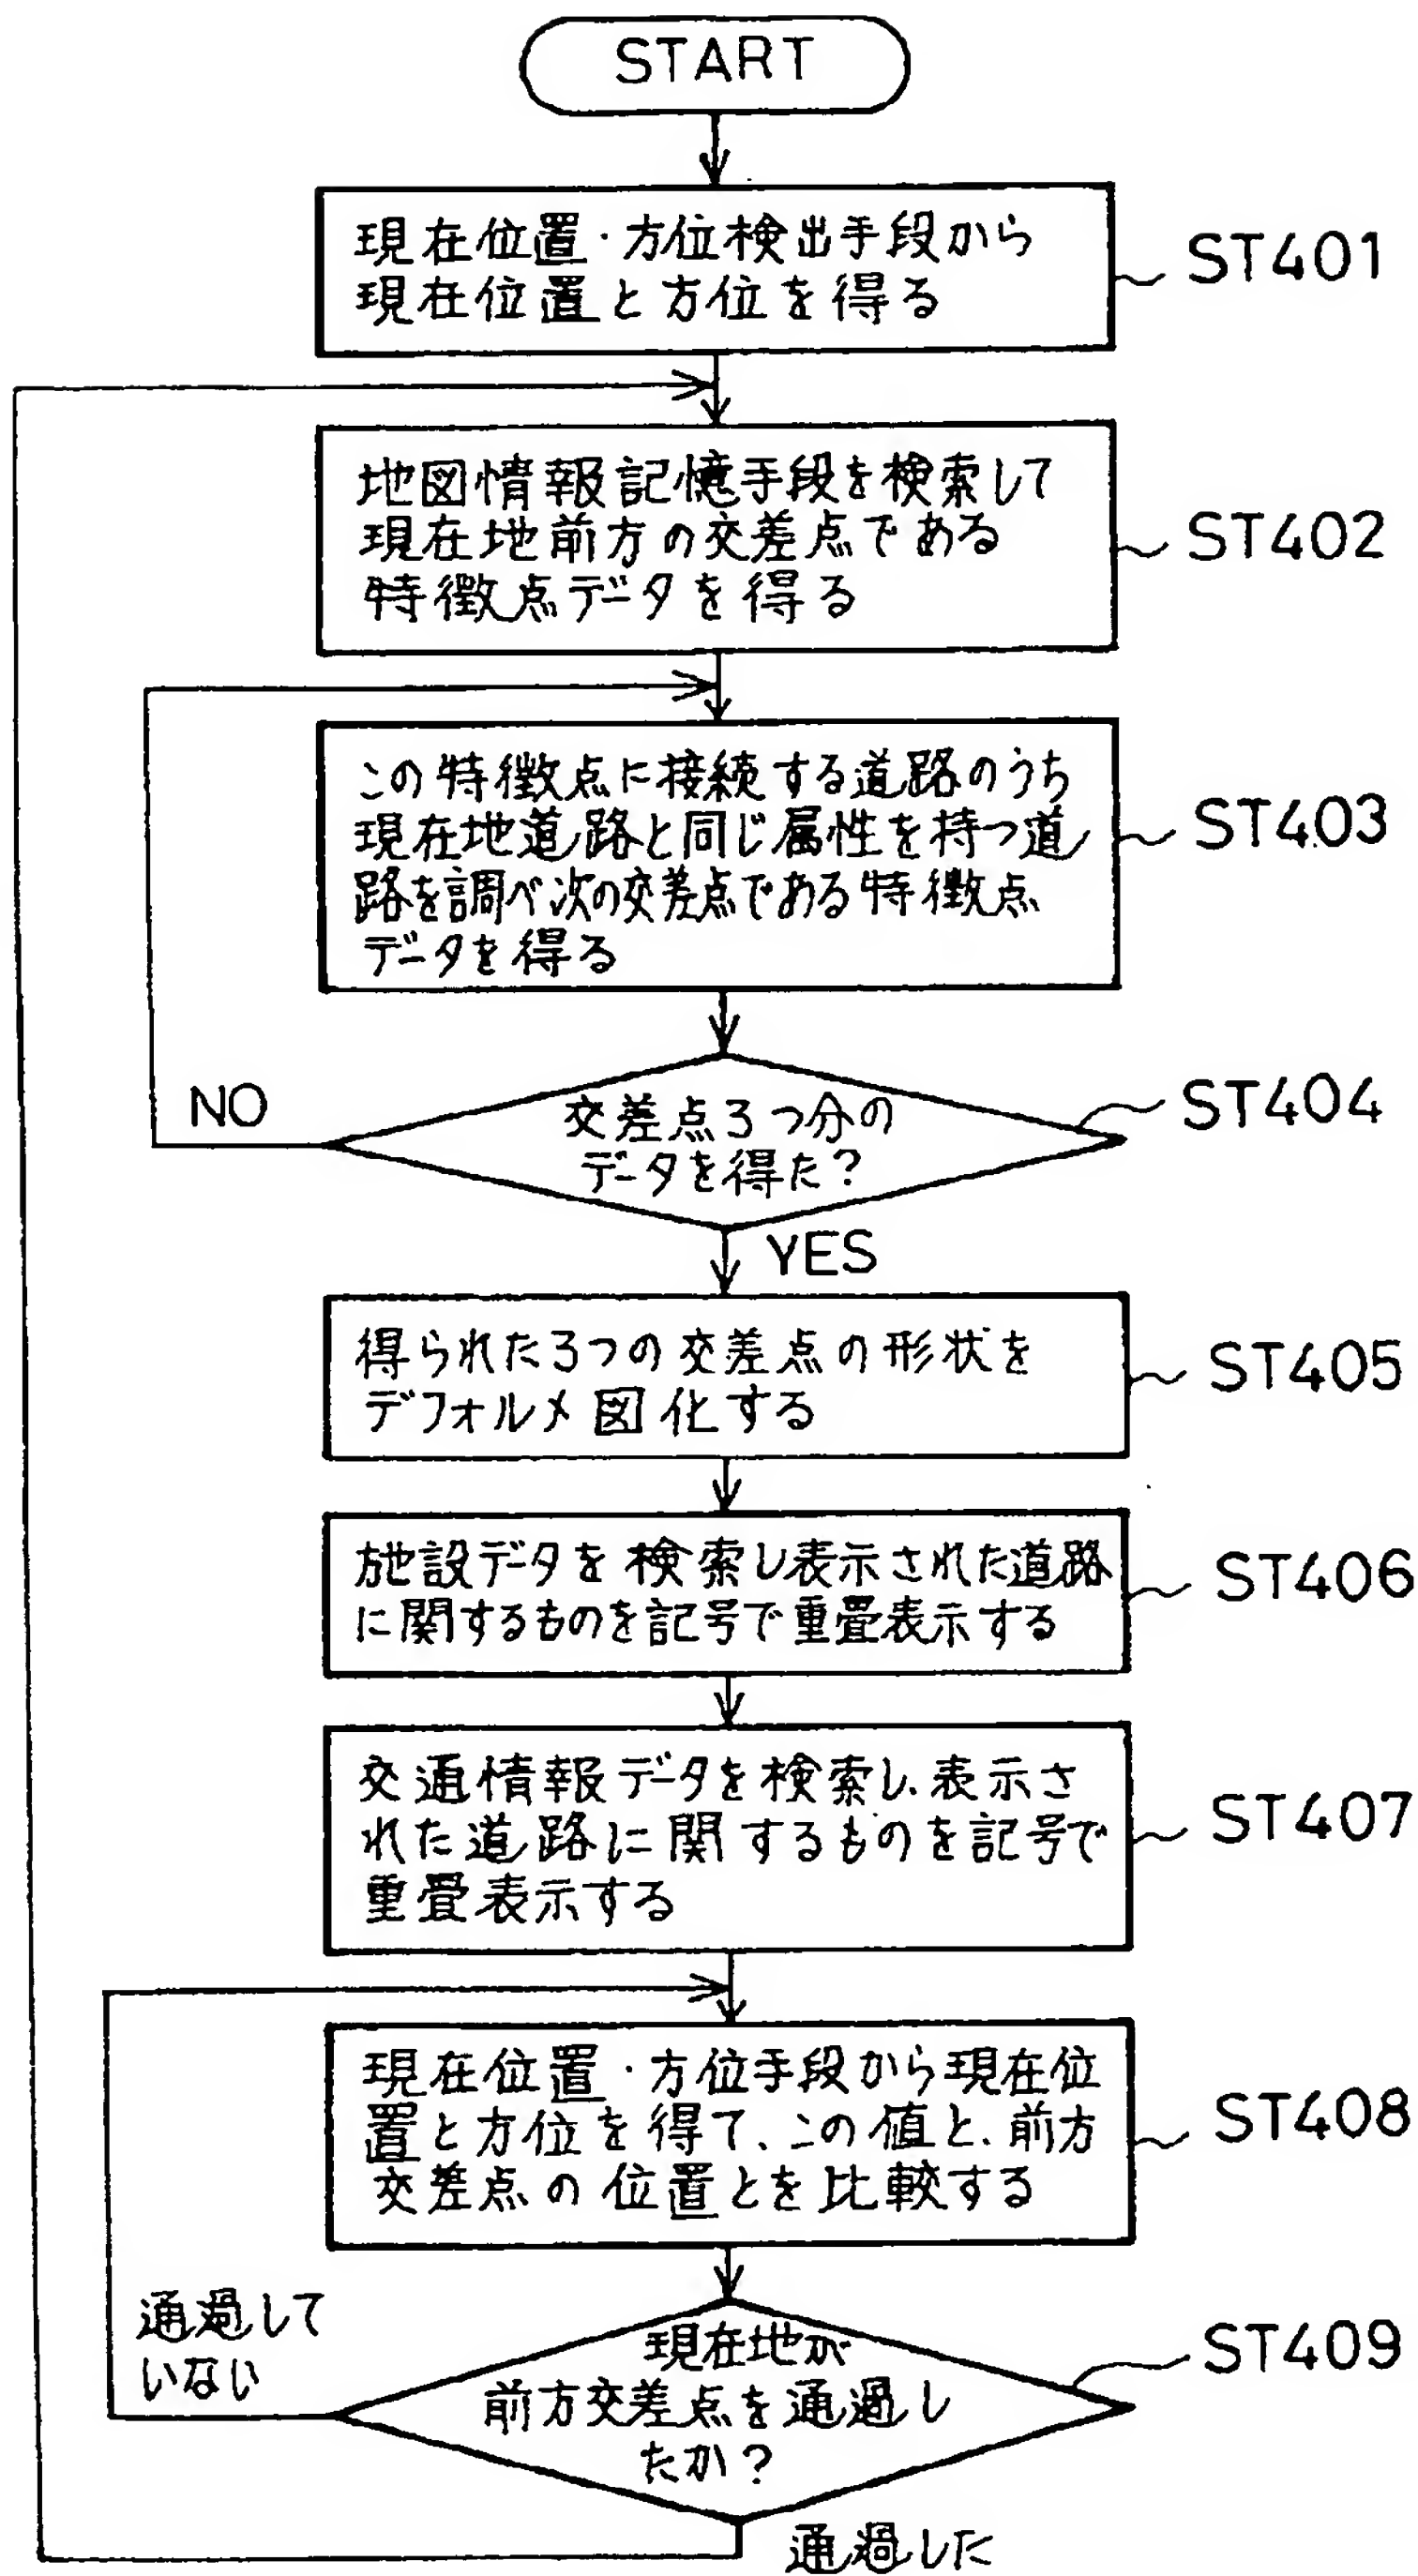 START
現在位置・方位検出手段から
現在位置と方位を得る
ST401
地図情報記憶手段を検索して
現在地前方の交差点である
特徴点データを得る
ST402
この特徴点に接続する道路のうち
現在地道路と同じ属性を持つ道
路を調べ次の交差点である特徴点
データを得る
ST403
交差点3つ分の
データを得た?
ST404
NO
YES
得られた3つの交差点の形状を
デフォルメ図化する
ST405
施設データを検索し表示された道路
に関するものを記号で重畳表示する
ST406
交通情報データを検索し、表示さ
れた道路に関するものを記号で
重畳表示する
ST407
現在位置・方位手段から現在位
置と方位を得て、この値と、前方
交差点の位置とを比較する
ST408
現在地が
前方交差点を通過し
たか?
ST409
通過して
いない
通過した